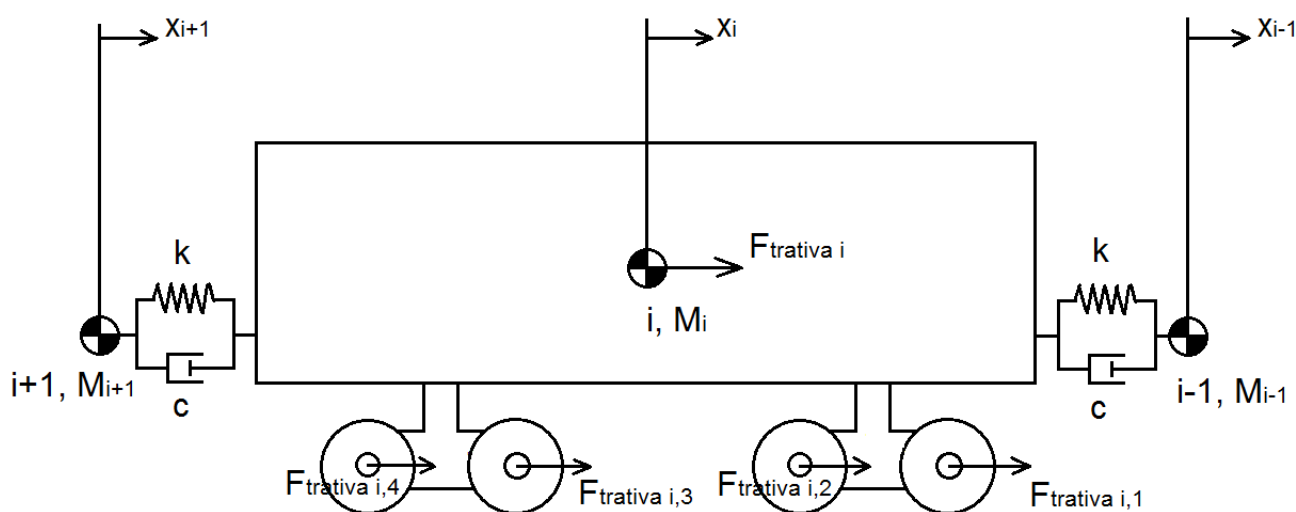 xi+1
xi
xi-1
k
k
Ftrativa i
i, Mi
i+1, Mi+1
c
c
i-1, Mi-1
Ftrativa i,4
Ftrativa i,3
Ftrativa i,2
Ftrativa i,1